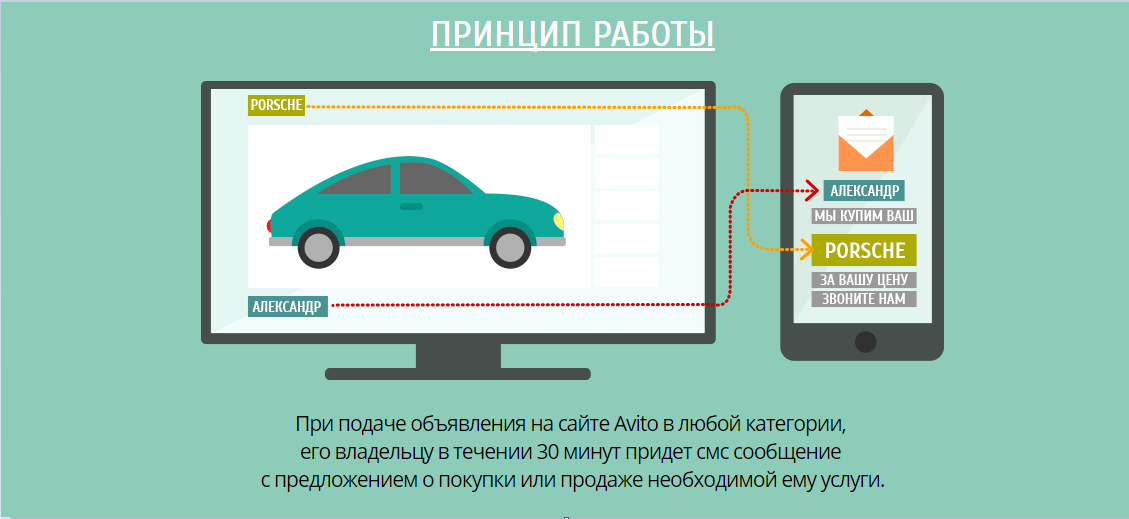 ПРИНЦИП РАБОТЫ
PORSCHE
АЛЕКСАНДР
АЛЕКСАНДР
МЫ КУПИМ ВАШ
PORSCHE
ЗА ВАШУ ЦЕНУ
ЗВОНИТЕ НАМ
При подаче объявления на сайте Avito в любой категории,
его владельцу в течении 30 минут придет смс сообщение
с предложением о покупки или продаже необходимой ему услуги.